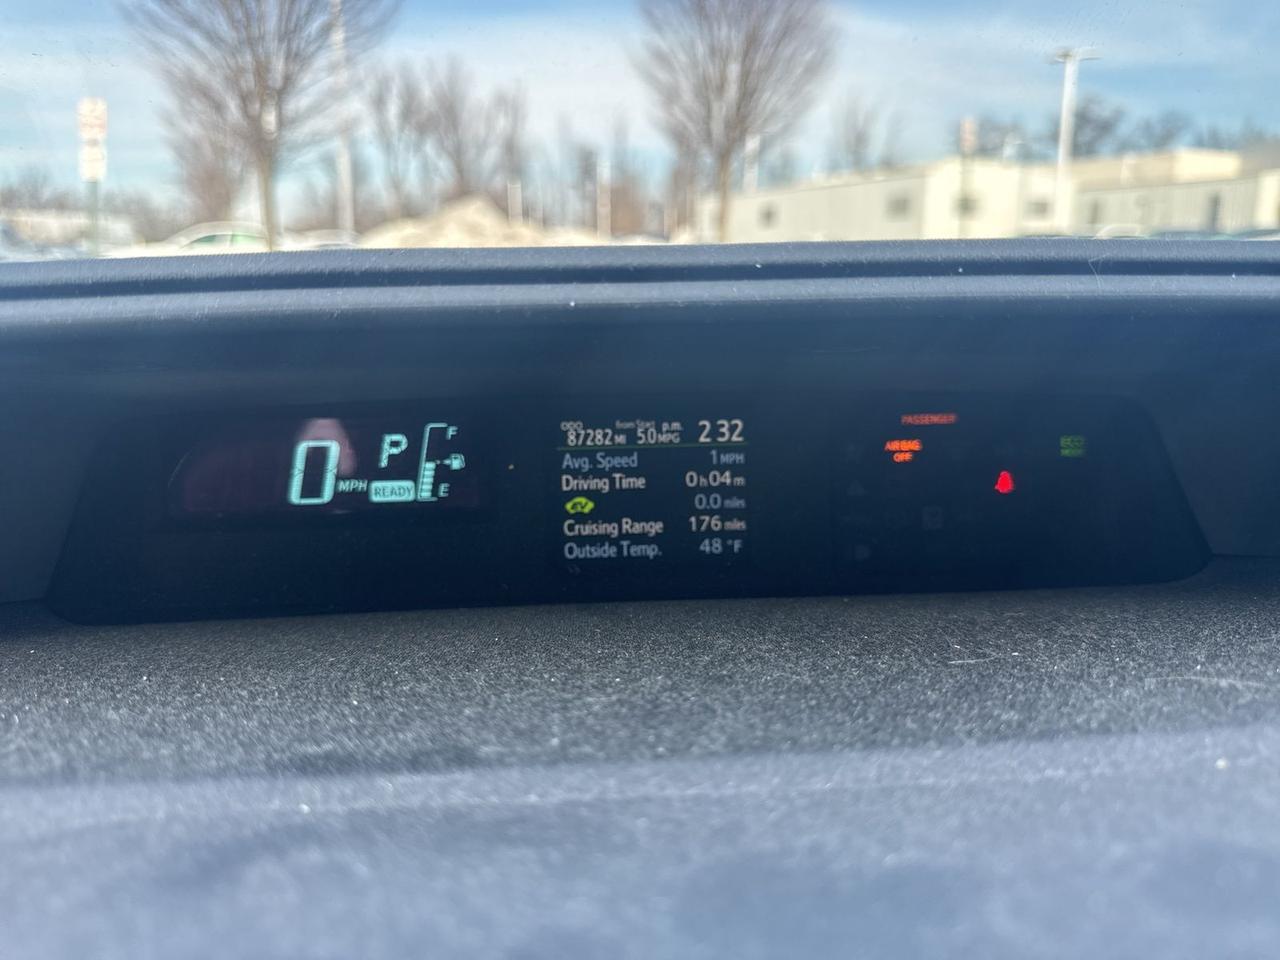 0 MPH
P
READY
F
E
ODO from Start p.m. 2 32
87282 MI 5.0 MPG
Avg. Speed 1 MPH
Driving Time 0 h 04 m
EV 0.0 miles
Cruising Range 176 miles
Outside Temp. 48 °F
PASSENGER
AIR BAG
OFF
ECO
MODE